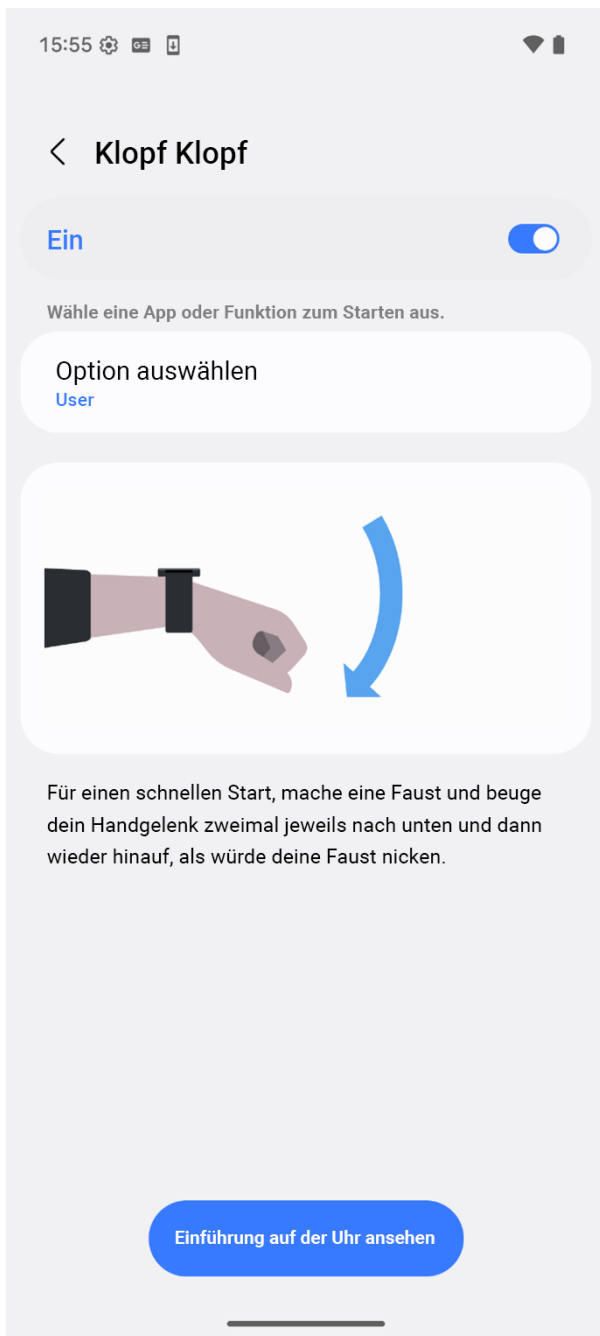 15:55
Klopf Klopf
Ein
Wähle eine App oder Funktion zum Starten aus.
Option auswählen
User
Für einen schnellen Start, mache eine Faust und beuge
dein Handgelenk zweimal jeweils nach unten und dann
wieder hinauf, als würde deine Faust nicken.
Einführung auf der Uhr ansehen